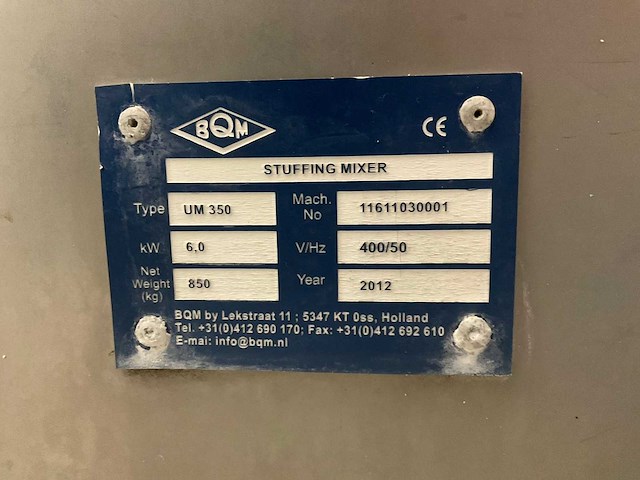 BQM CE
STUFFING MIXER
Type UM 350 Mach. No 11611030001
kW 6,0 V/Hz 400/50
Net Weight (kg) 850 Year 2012
BQM by Lekstraat 11 ; 5347 KT 0ss, Holland
Tel. +31(0)412 690 170; Fax: +31(0)412 692 610
E-mai: info@bqm.nl